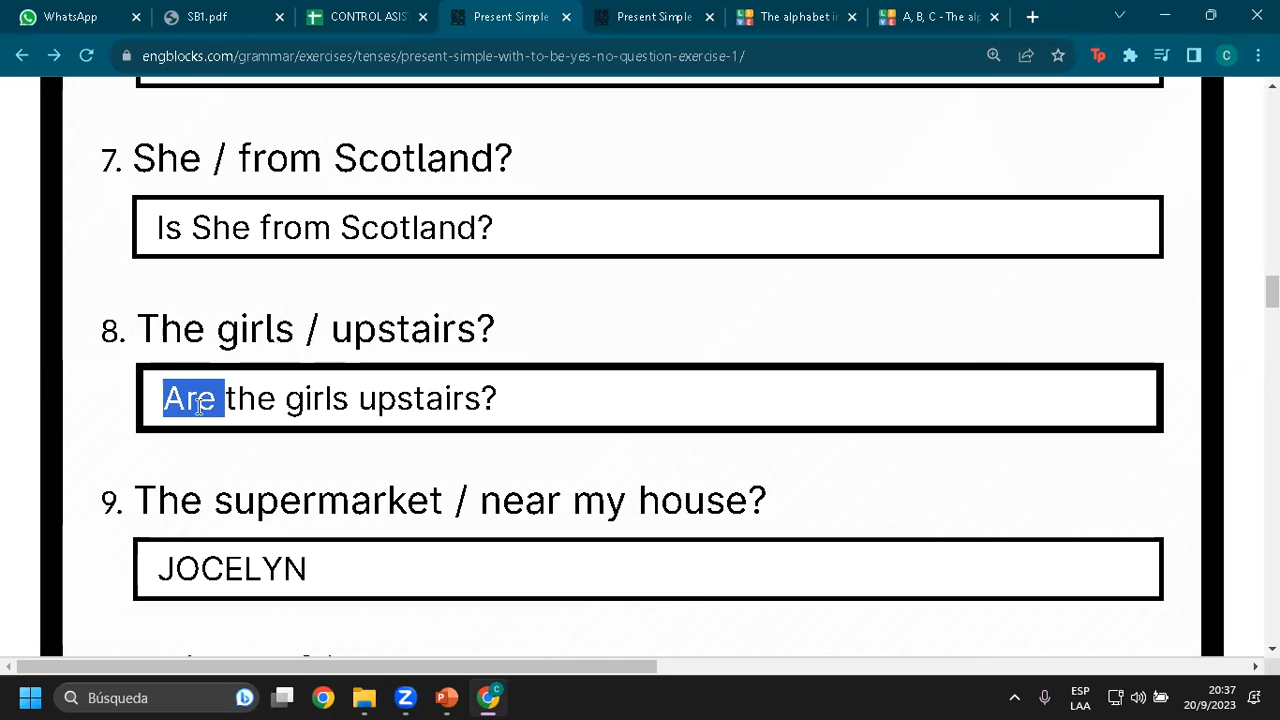 WhatsApp
SB1.pdf
CONTROL ASIS
Present Simple
Present Simple
The alphabet i
A, B, C - The al
engblocks.com/grammar/exercises/tenses/present-simple-with-to-be-yes-no-question-exercise-1/
Tp
C
7. She / from Scotland?
Is She from Scotland?
8. The girls / upstairs?
Are the girls upstairs?
9. The supermarket / near my house?
JOCELYN
Búsqueda
ESP
LAA
20:37
20/9/2023